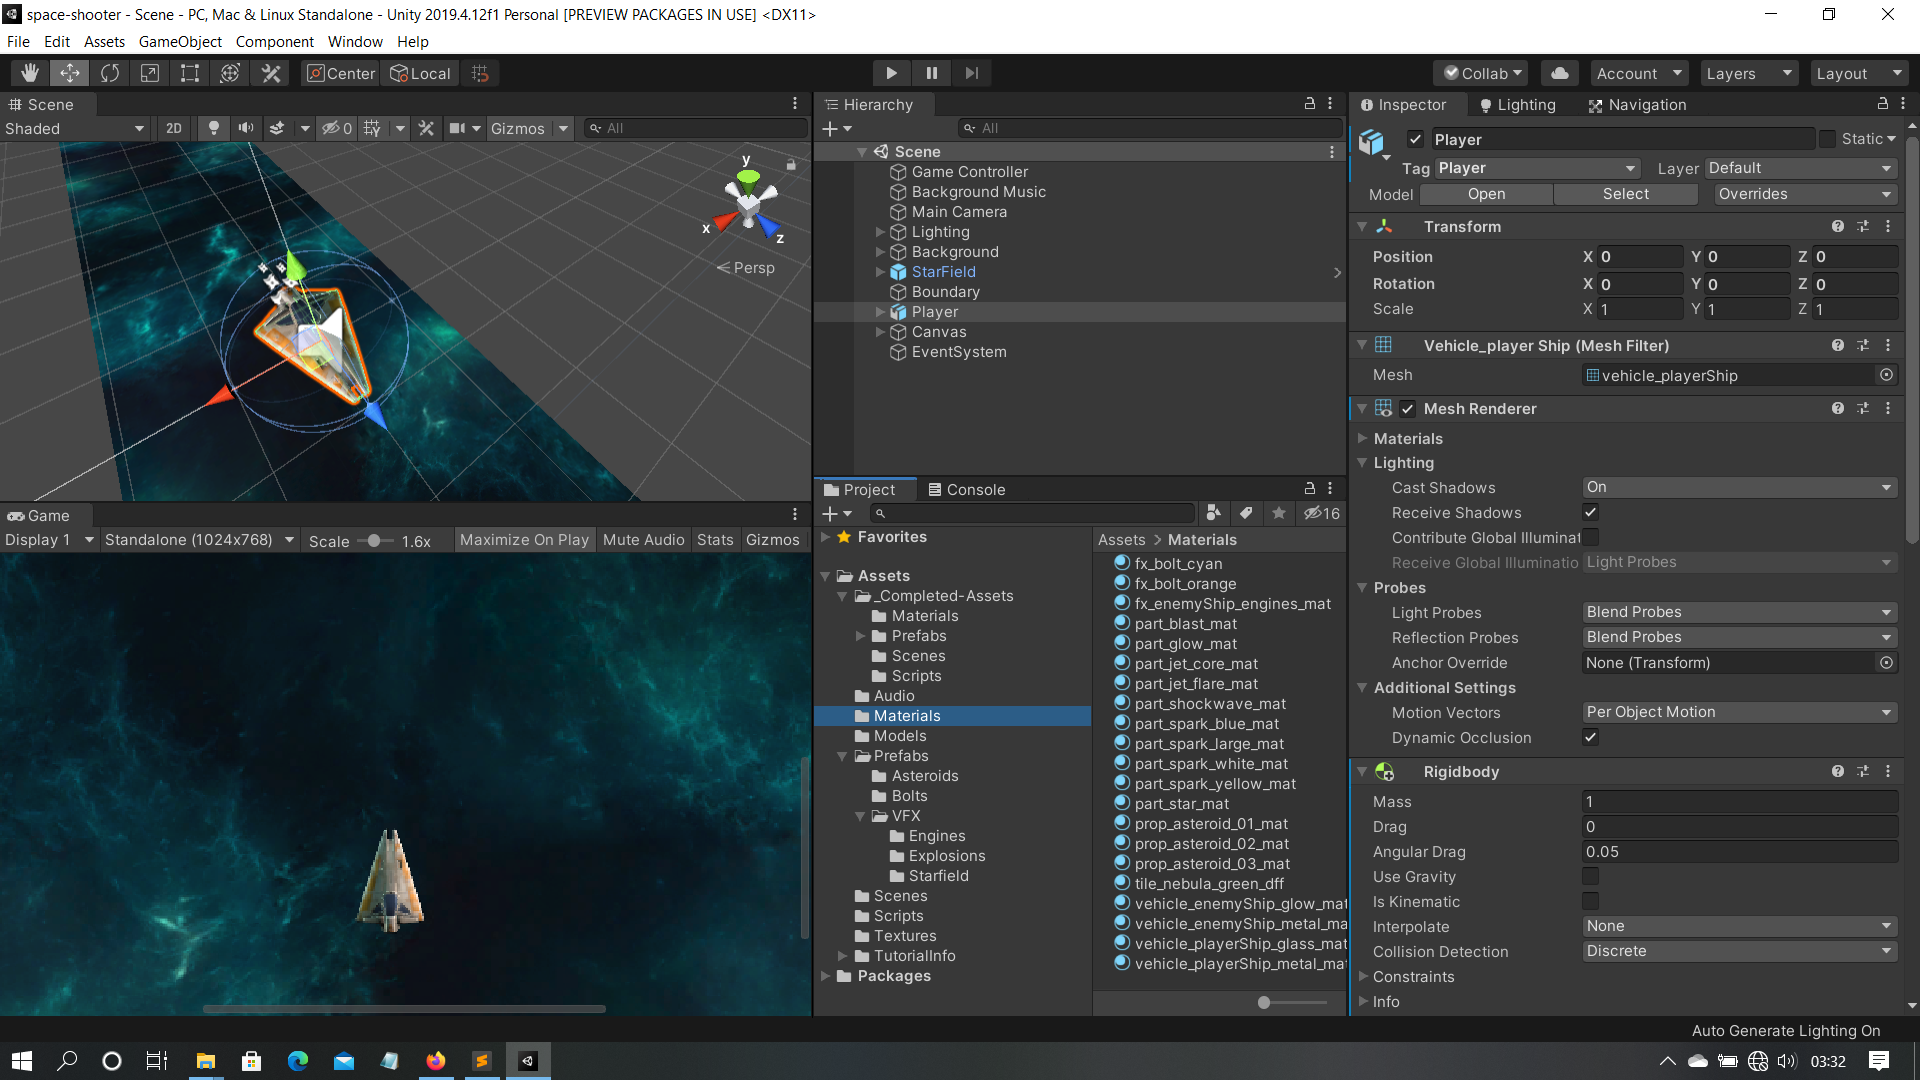 space-shooter - Scene - PC, Mac & Linux Standalone - Unity 2019.4.12f1 Personal [PREVIEW PACKAGES IN USE] <DX11>
File Edit Assets GameObject Component Window Help
Center Local Collab Account Layers Layout
Scene
Shaded 2D 0 Gizmos All
y
x
z
Persp
Game
Display 1 Standalone (1024x768) Scale 1.6x Maximize On Play Mute Audio Stats Gizmos
Hierarchy
All
Scene
Game Controller
Background Music
Main Camera
Lighting
Background
StarField
Boundary
Player
Canvas
EventSystem
Project Console
16
Favorites
Assets
_Completed-Assets
Materials
Prefabs
Scenes
Scripts
Audio
Materials
Models
Prefabs
Asteroids
Bolts
VFX
Engines
Explosions
Starfield
Scenes
Scripts
Textures
TutorialInfo
Packages
Assets > Materials
fx_bolt_cyan
fx_bolt_orange
fx_enemyShip_engines_mat
part_blast_mat
part_glow_mat
part_jet_core_mat
part_jet_flare_mat
part_shockwave_mat
part_spark_blue_mat
part_spark_large_mat
part_spark_white_mat
part_spark_yellow_mat
part_star_mat
prop_asteroid_01_mat
prop_asteroid_02_mat
prop_asteroid_03_mat
tile_nebula_green_dff
vehicle_enemyShip_glow_mat
vehicle_enemyShip_metal_ma
vehicle_playerShip_glass_mat
vehicle_playerShip_metal_mat
Inspector Lighting Navigation
Player Static
Tag Player Layer Default
Model Open Select Overrides
Transform
Position X 0 Y 0 Z 0
Rotation X 0 Y 0 Z 0
Scale X 1 Y 1 Z 1
Vehicle_player Ship (Mesh Filter)
Mesh vehicle_playerShip
Mesh Renderer
Materials
Lighting
Cast Shadows On
Receive Shadows
Contribute Global Illuminat
Receive Global Illuminatio Light Probes
Probes
Light Probes Blend Probes
Reflection Probes Blend Probes
Anchor Override None (Transform)
Additional Settings
Motion Vectors Per Object Motion
Dynamic Occlusion
Rigidbody
Mass 1
Drag 0
Angular Drag 0.05
Use Gravity
Is Kinematic
Interpolate None
Collision Detection Discrete
Constraints
Info
Auto Generate Lighting On
03:32